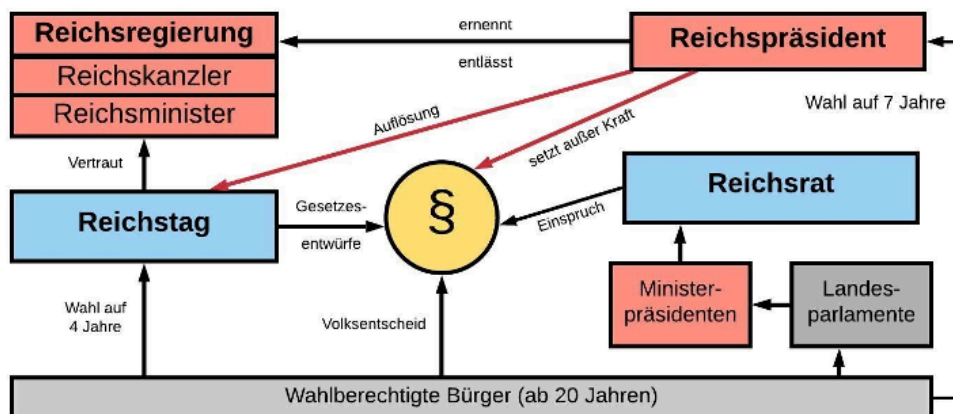 Reichsregierung
Reichskanzler
Reichsminister
ernennt
entlässt
Reichspräsident
Wahl auf 7 Jahre
Auflösung
setzt außer Kraft
Vertraut
Reichstag
Gesetzes-
entwürfe
§
Einspruch
Reichsrat
Minister-
präsidenten
Landes-
parlamente
Wahl auf
4 Jahre
Volksentscheid
Wahlberechtigte Bürger (ab 20 Jahren)